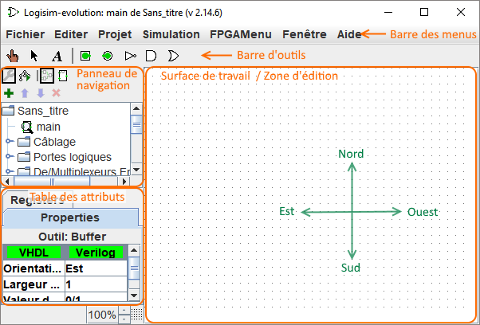 Logisim-evolution: main de Sans_titre (v 2.14.6)
Fichier Editer Projet Simulation FPGAMenu Fenêtre Aide Barre des menus
A Barre d'outils
Panneau de navigation
Surface de travail / Zone d'édition
Sans_titre
main
Câblage
Portes logiques
De/Multiplexeurs
Table des attributs
Properties
Outil: Buffer
VHDL Verilog
Orientati... Est
Largeur ... 1
Valeur d 0/1
100%
Nord
Est
Ouest
Sud